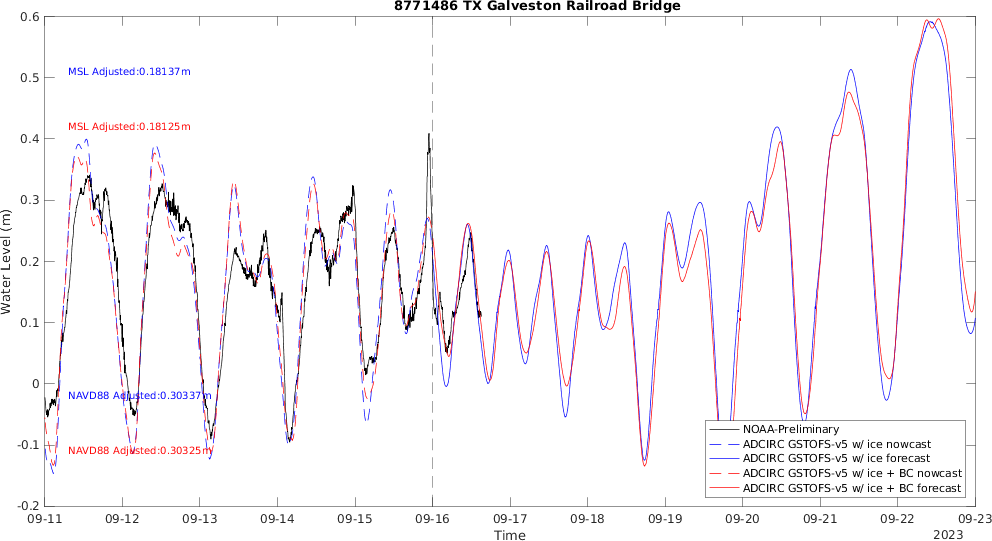 8771486 TX Galveston Railroad Bridge
0.6
0.5
0.4
0.3
0.2
0.1
0
-0.1
-0.2
Water Level (m)
MSL Adjusted:0.18137m
MSL Adjusted:0.18125m
NAVD88 Adjusted:0.30337m
NAVD88 Adjusted:0.30325m
NOAA-Preliminary
ADCIRC GSTOFS-v5 w/ ice nowcast
ADCIRC GSTOFS-v5 w/ ice forecast
ADCIRC GSTOFS-v5 w/ ice + BC nowcast
ADCIRC GSTOFS-v5 w/ ice + BC forecast
09-11 09-12 09-13 09-14 09-15 09-16 09-17 09-18 09-19 09-20 09-21 09-22 09-23
Time
2023